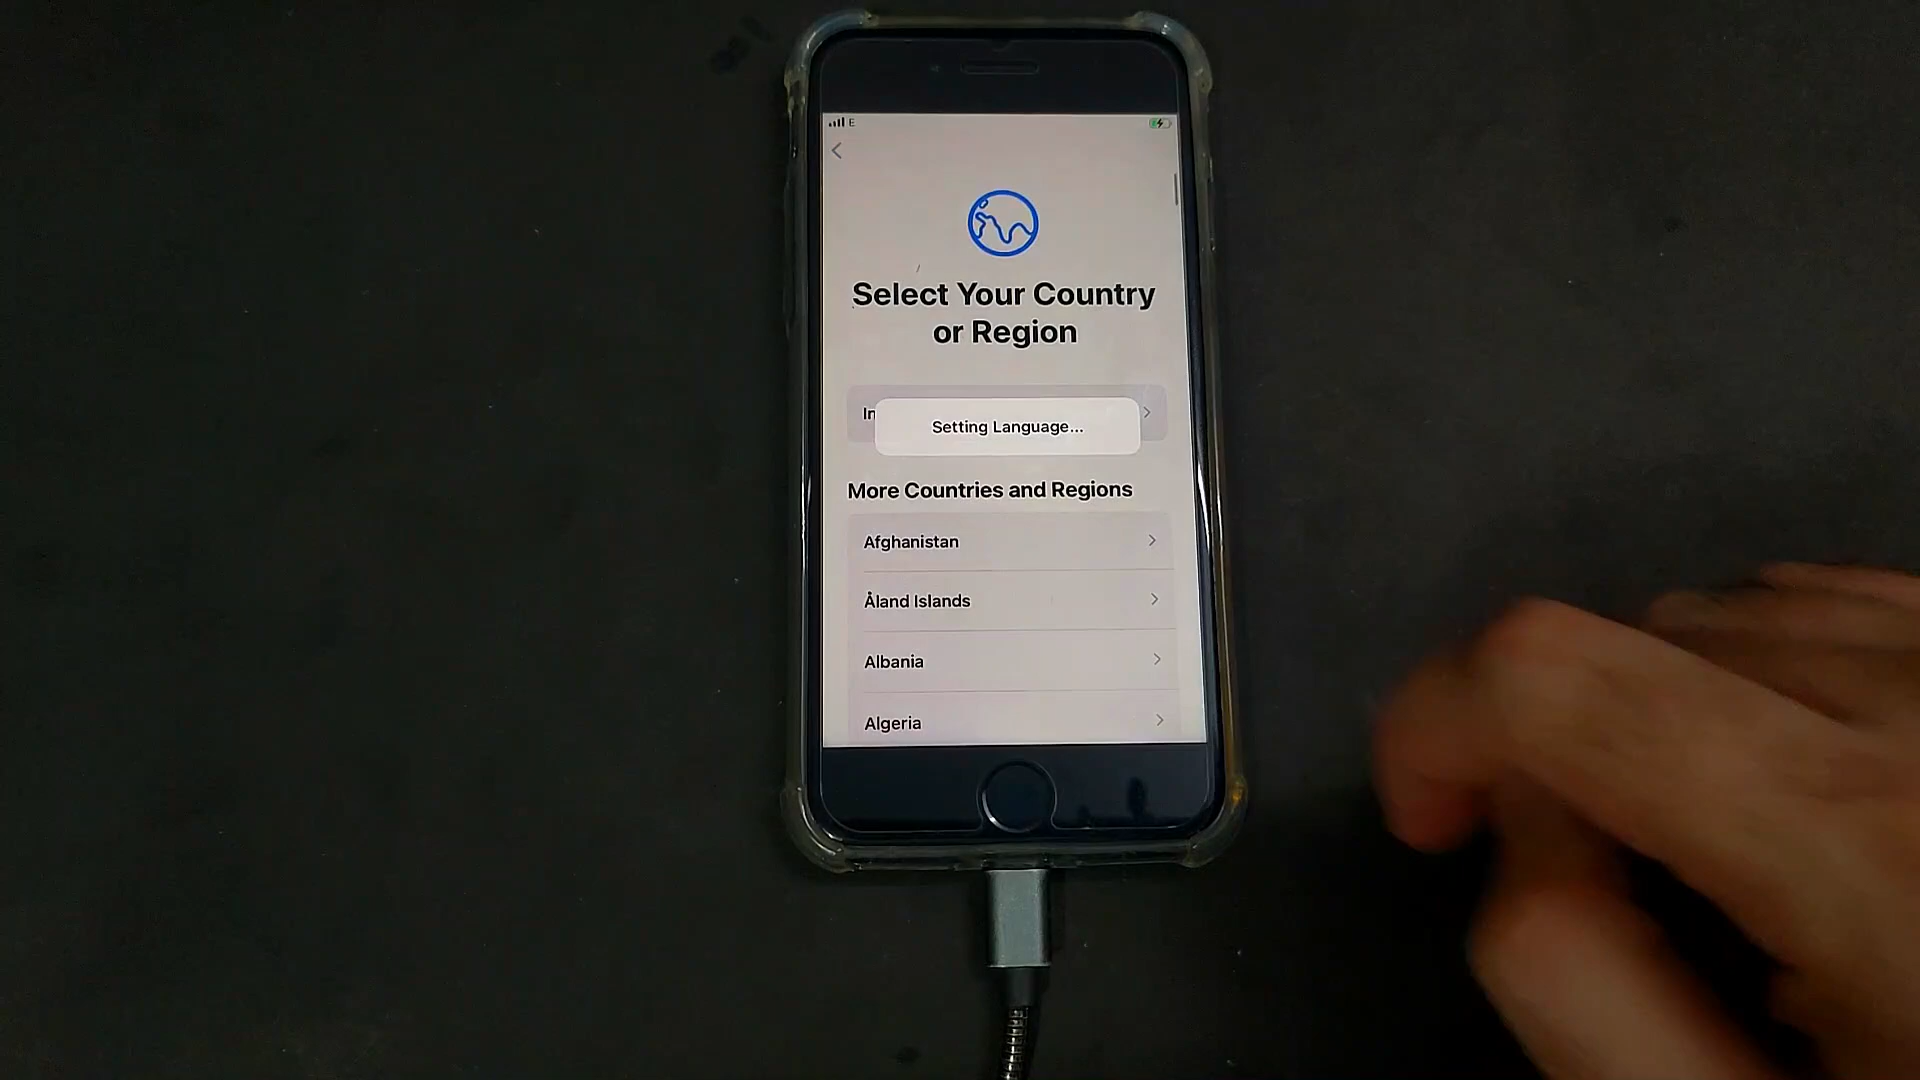 E
Select Your Country
or Region
Setting Language...
More Countries and Regions
Afghanistan
Åland Islands
Albania
Algeria